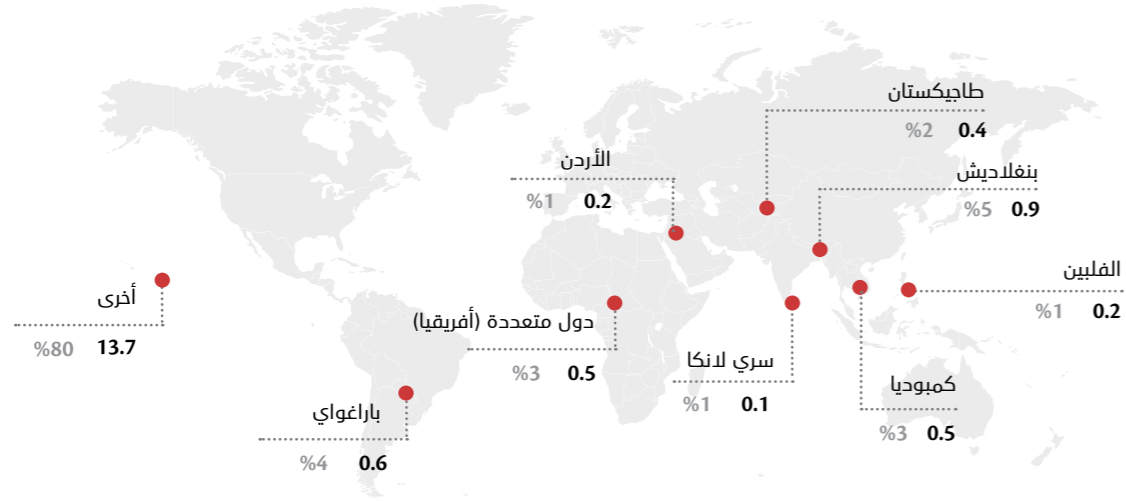 طاجيكستان
0.4 %2
الأردن
0.2 %1
بنغلاديش
0.9 %5
الفلبين
0.2 %1
أخرى
13.7 %80
دول متعددة (أفريقيا)
0.5 %3
سري لانكا
0.1 %1
كمبوديا
0.5 %3
باراغواي
0.6 %4